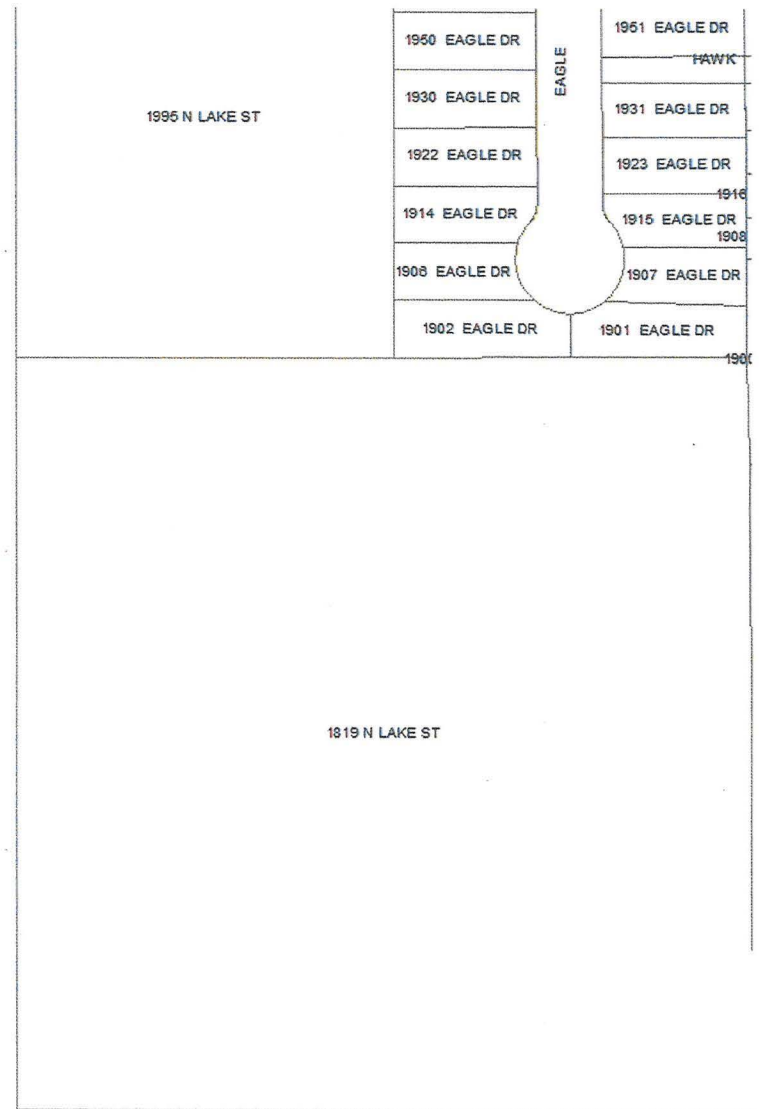 1950 EAGLE DR
1951 EAGLE DR
EAGLE
HAWK
1995 N LAKE ST
1930 EAGLE DR
1931 EAGLE DR
1922 EAGLE DR
1923 EAGLE DR
1916
1914 EAGLE DR
1915 EAGLE DR
1908
1906 EAGLE DR
1907 EAGLE DR
1902 EAGLE DR
1901 EAGLE DR
1819 N LAKE ST